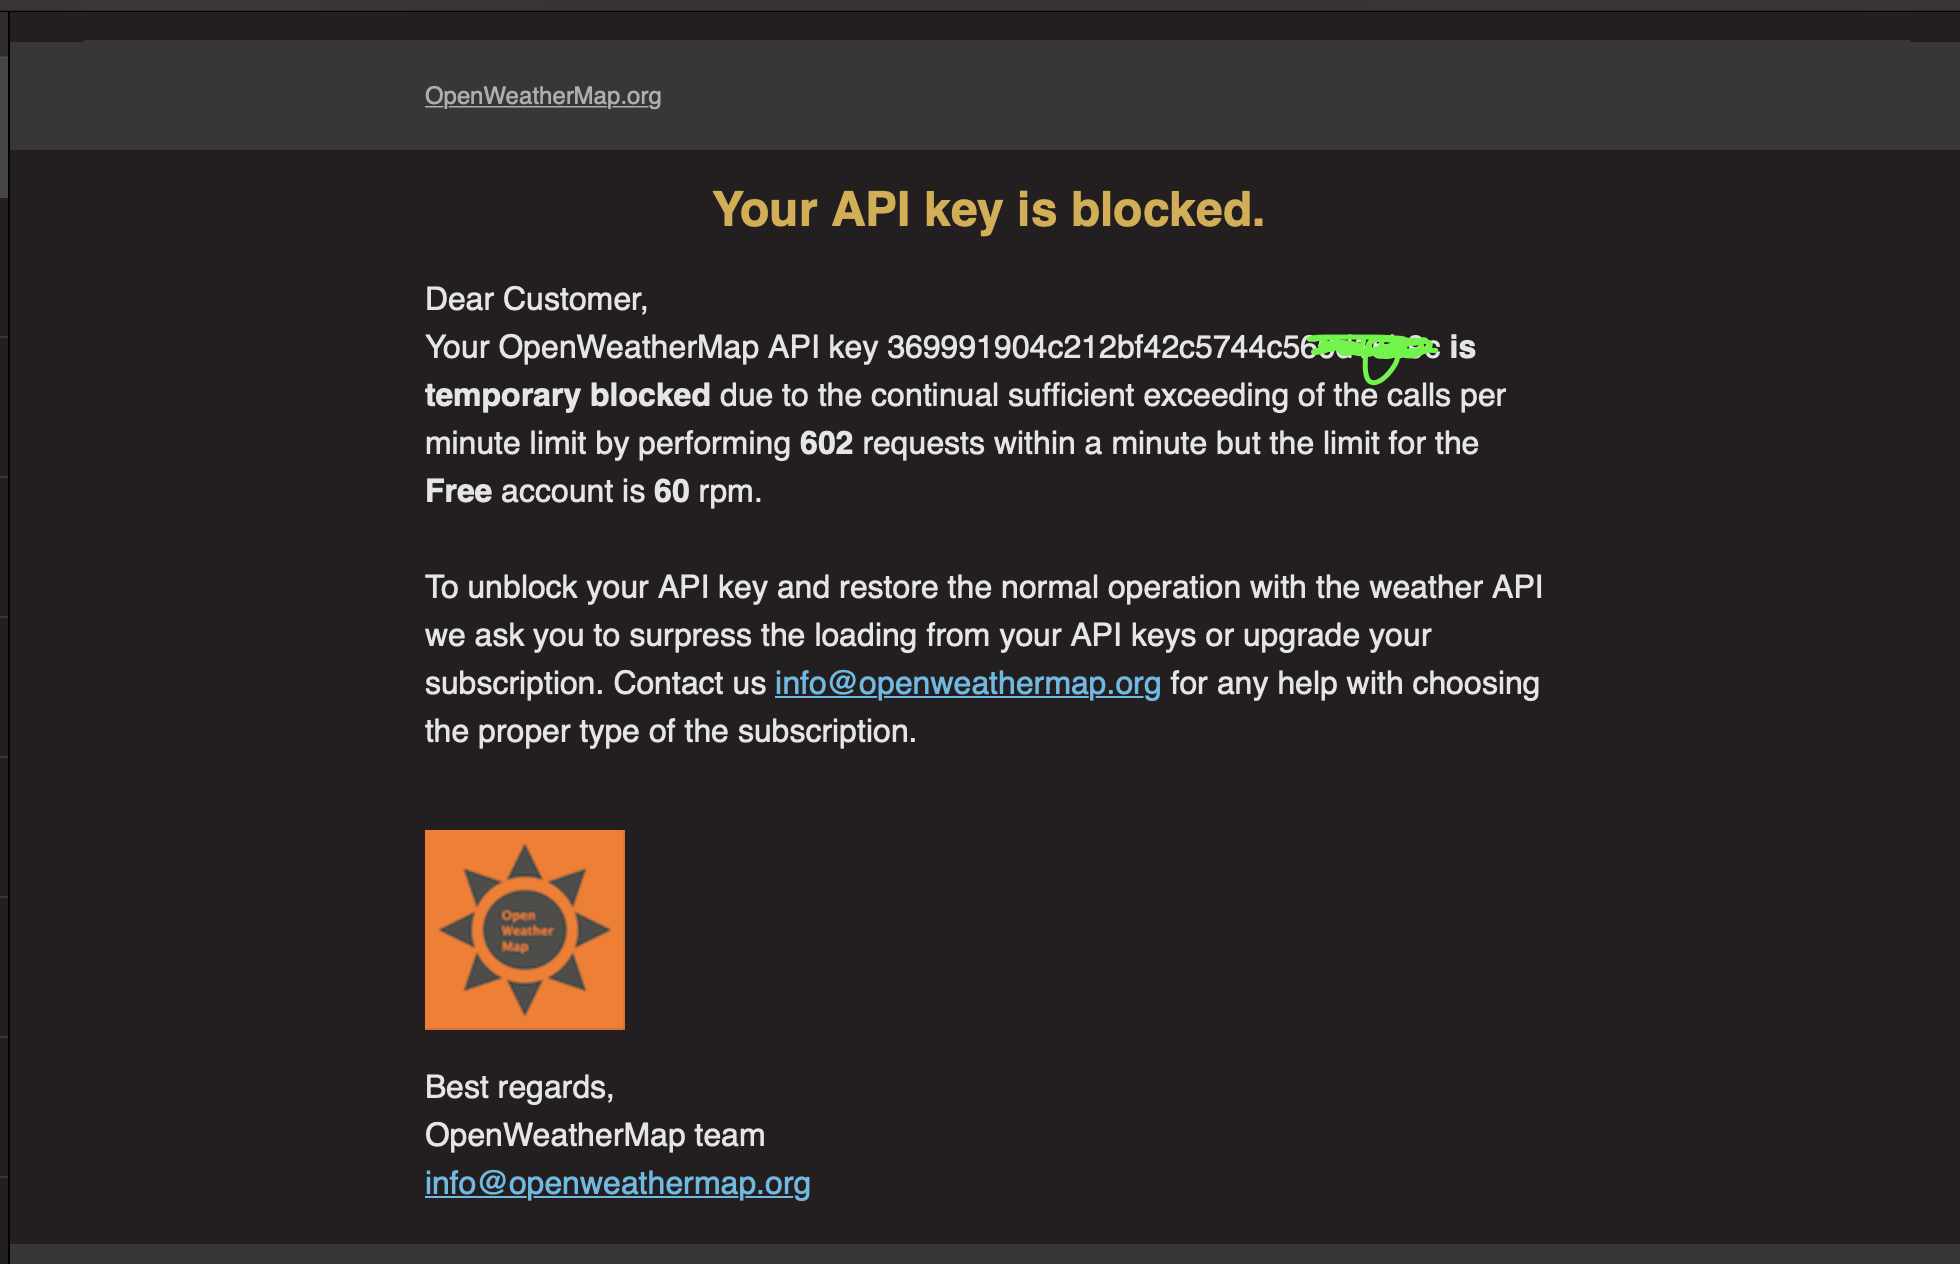 OpenWeatherMap.org
Your API key is blocked.
Dear Customer,
Your OpenWeatherMap API key 369991904c212bf42c5744c56 is
temporary blocked due to the continual sufficient exceeding of the calls per
minute limit by performing 602 requests within a minute but the limit for the
Free account is 60 rpm.
To unblock your API key and restore the normal operation with the weather API
we ask you to surpress the loading from your API keys or upgrade your
subscription. Contact us info@openweathermap.org for any help with choosing
the proper type of the subscription.
Open
Weather
Map
Best regards,
OpenWeatherMap team
info@openweathermap.org